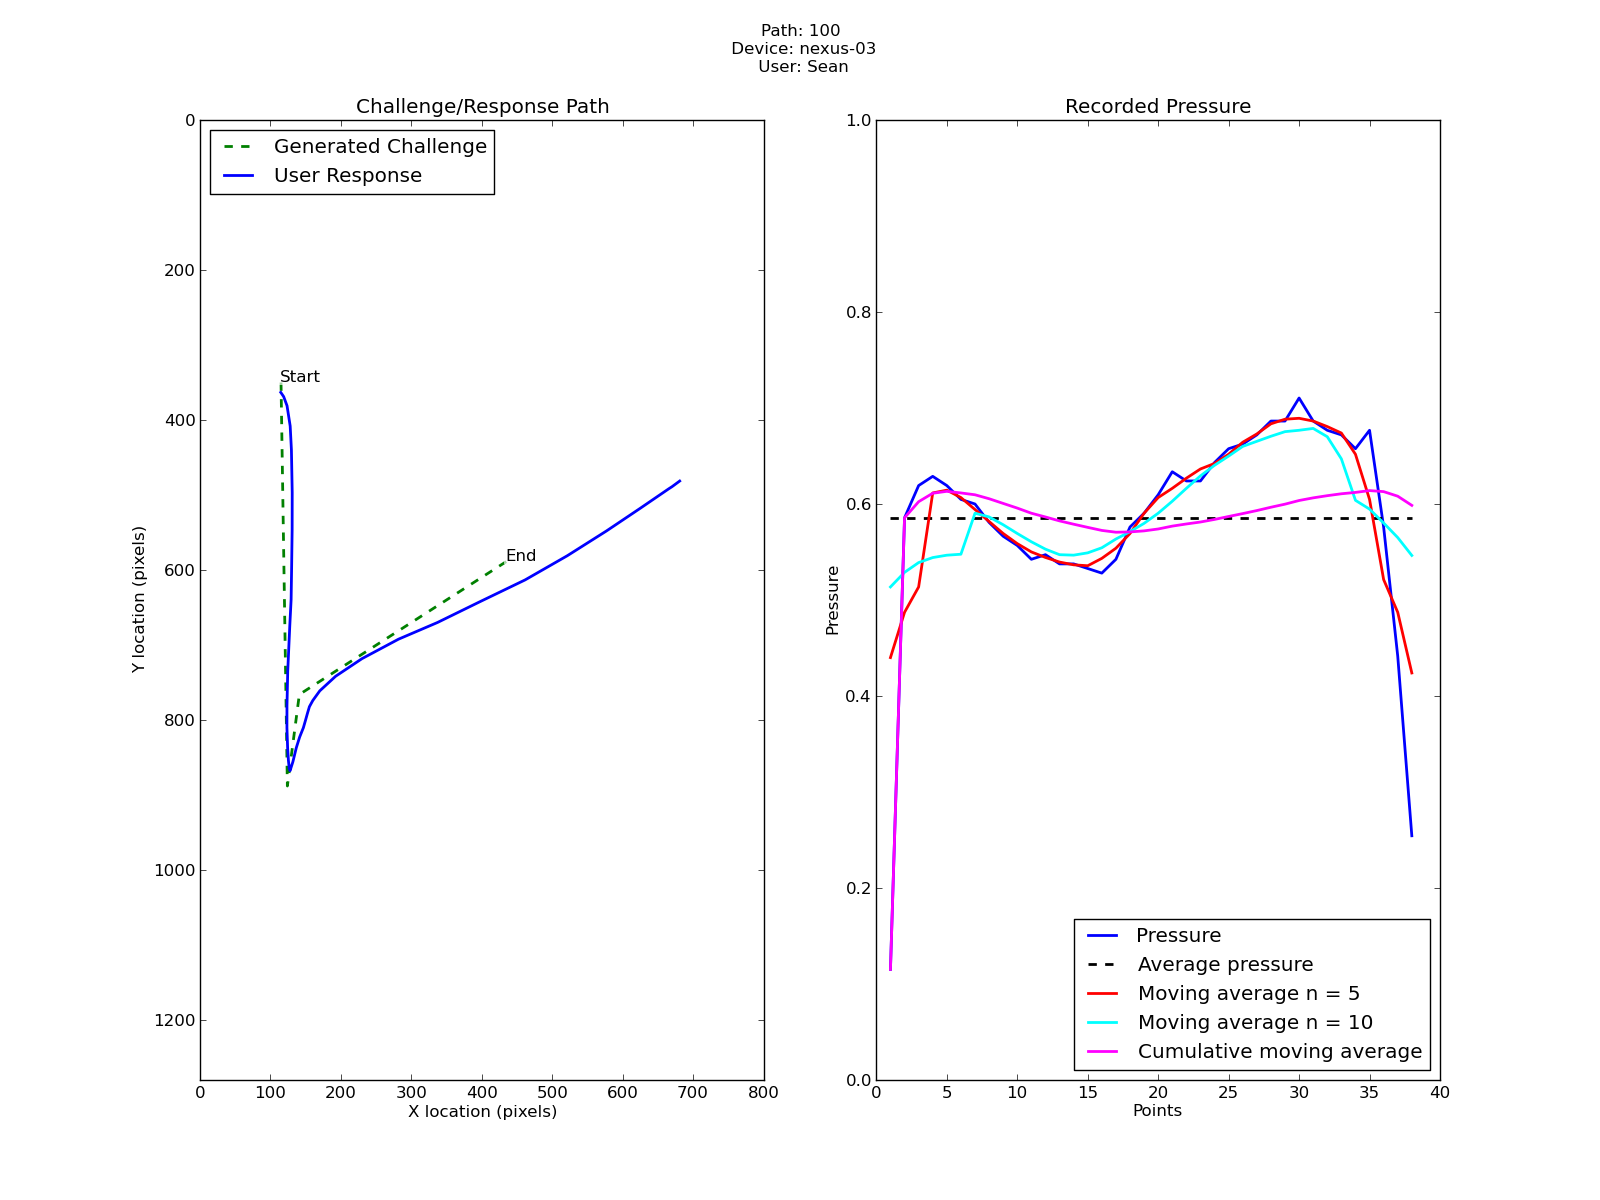 Path: 100
Device: nexus-03
User: Sean
Challenge/Response Path
Generated Challenge
User Response
Start
End
0
200
400
600
800
1000
1200
Y location (pixels)
0 100 200 300 400 500 600 700 800
X location (pixels)
Recorded Pressure
1.0
0.8
0.6
0.4
0.2
0.0
Pressure
Pressure
Average pressure
Moving average n = 5
Moving average n = 10
Cumulative moving average
0 5 10 15 20 25 30 35 40
Points